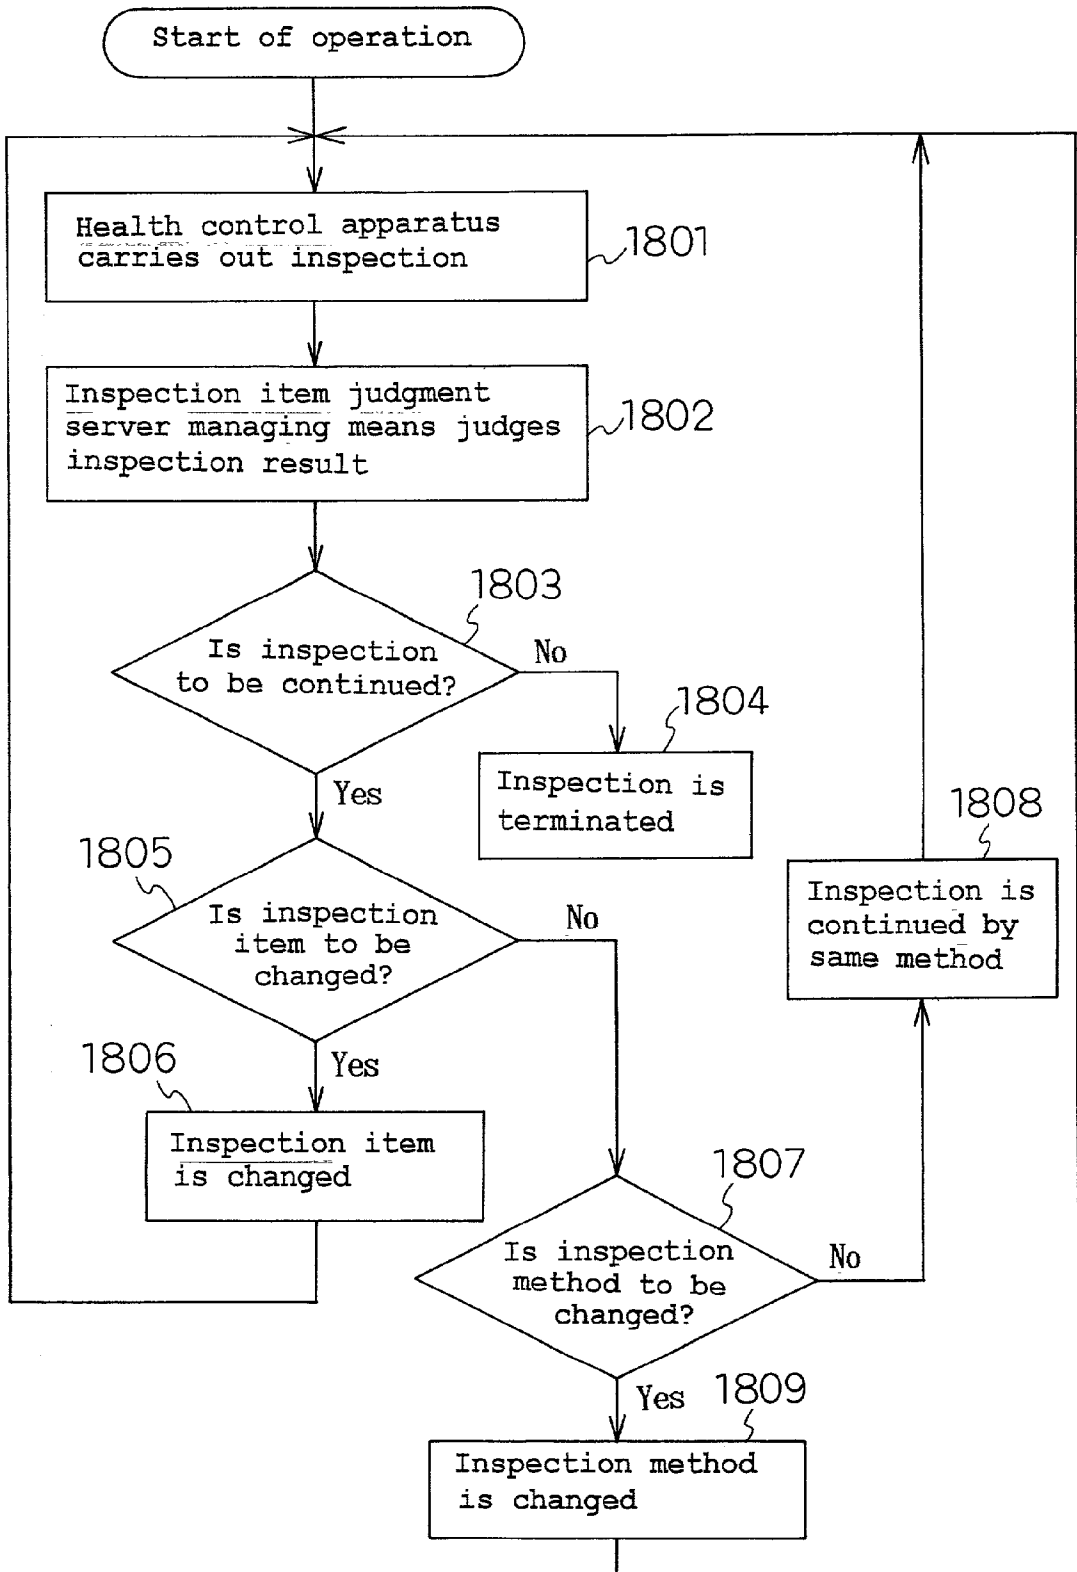 Start of operation
Health control apparatus
carries out inspection
1801
Inspection item judgment
server managing means judges
inspection result
1802
1803
Is inspection
to be continued?
No
Yes
1804
Inspection is
terminated
1805
Is inspection
item to be
changed?
No
Yes
1806
Inspection item
is changed
1807
Is inspection
method to be
changed?
No
Yes
1808
Inspection is
continued by
same method
1809
Inspection method
is changed